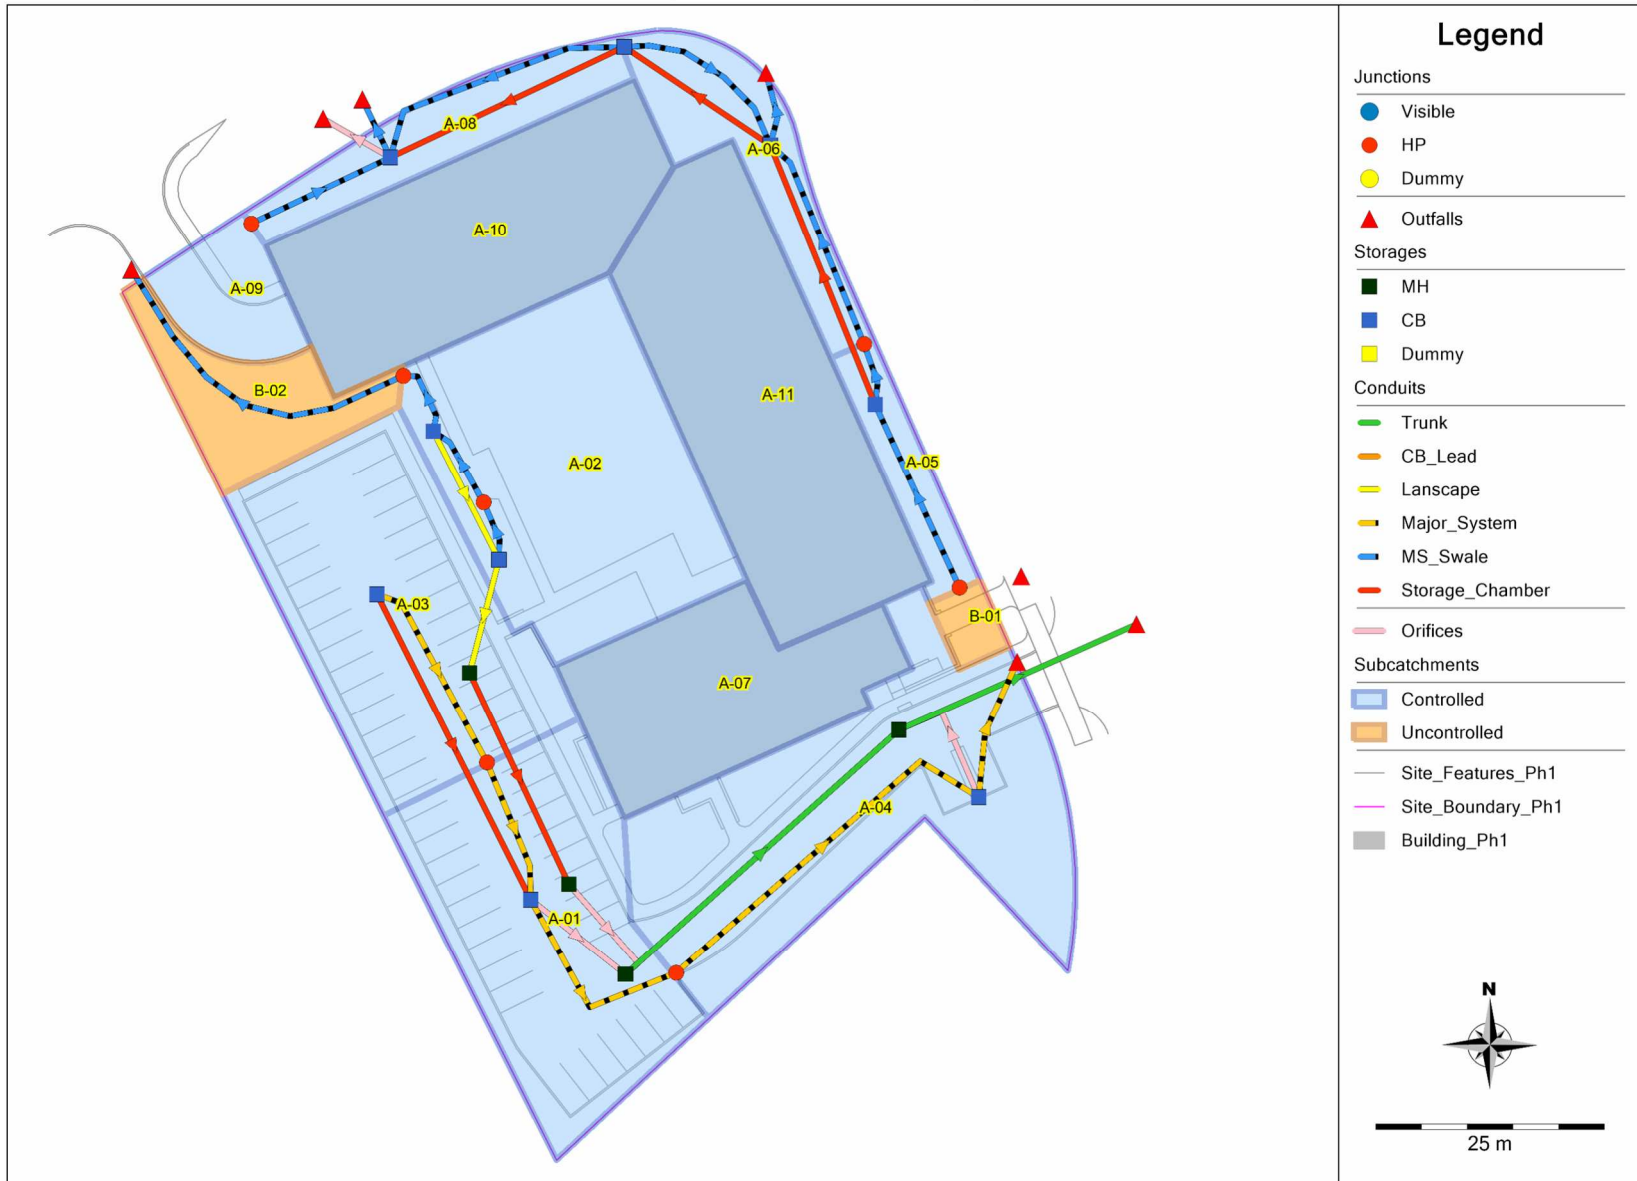 Legend
Junctions
Visible
HP
Dummy
Outfalls
Storages
MH
CB
Dummy
Conduits
Trunk
CB_Lead
Lanscape
Major_System
MS_Swale
Storage_Chamber
Orifices
Subcatchments
Controlled
Uncontrolled
Site_Features_Ph1
Site_Boundary_Ph1
Building_Ph1
N
25 m
A-08
A-06
A-10
A-09
B-02
A-11
A-02
A-05
A-03
B-01
A-07
A-04
A-01